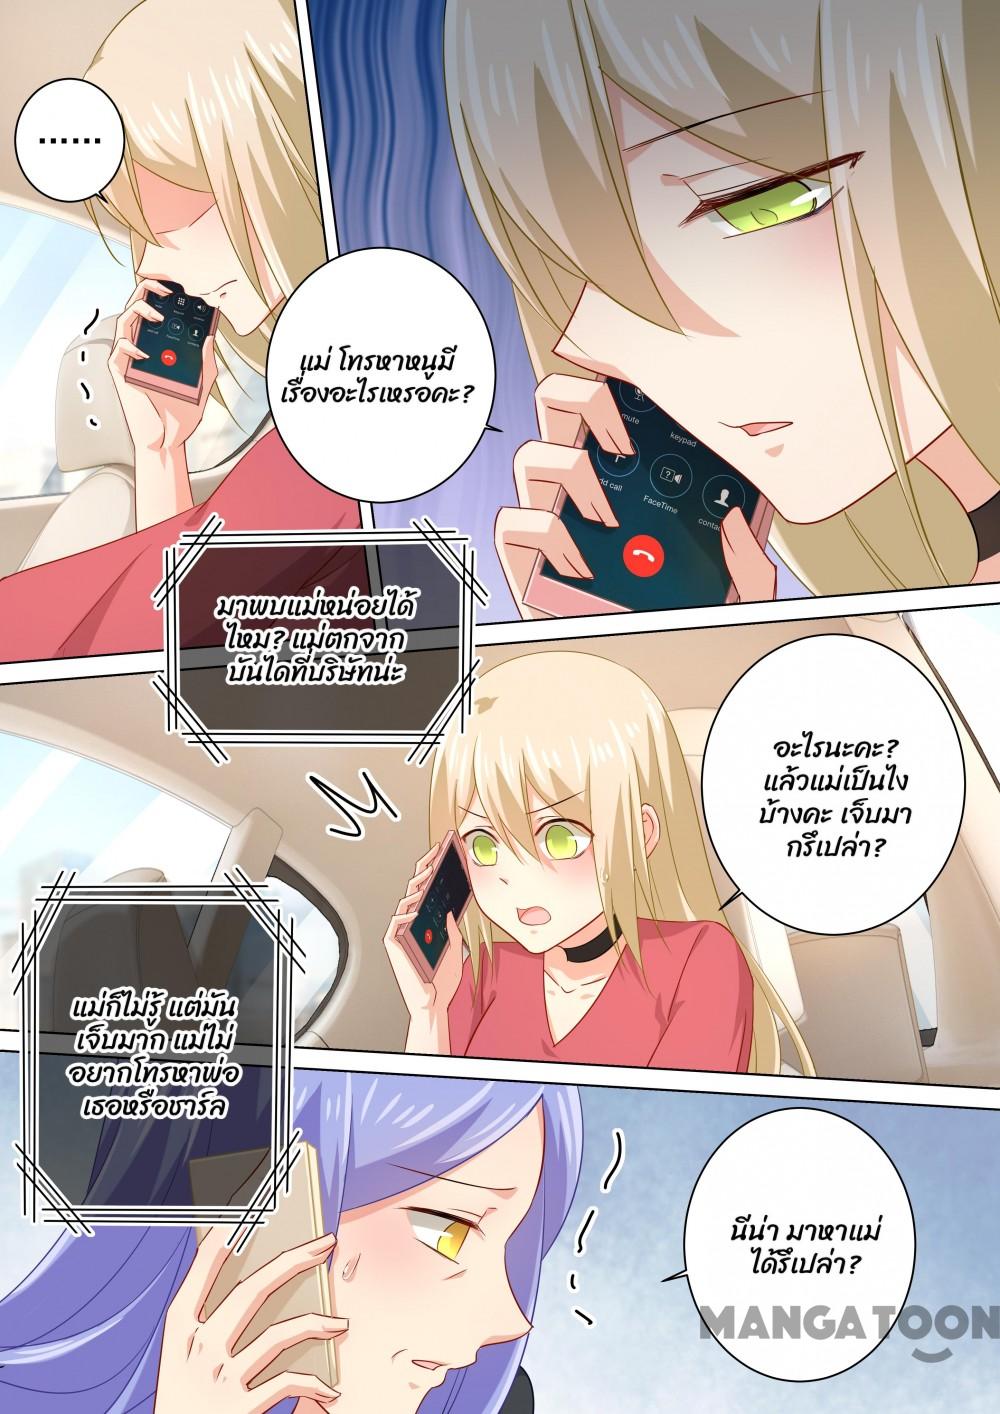 ......
แม่ โทรหาหนูมี
เรื่องอะไรเหรอคะ?
mute
keypad
dd call
FaceTime
contac
มาพบแม่หน่อยได้
ไหม? แม่ตกจาก
บันไดที่บริษัทน่ะ
อะไรนะคะ?
แล้วแม่เป็นไง
บ้างคะ เจ็บมา
กรึเปล่า?
แม่ก็ไม่รู้ แต่มัน
เจ็บมาก แม่ไม่
อยากโทรหาพ่อ
เธอหรือชาร์ล
นีน่า มาหาแม่
ได้รึเปล่า?
MANGATOON